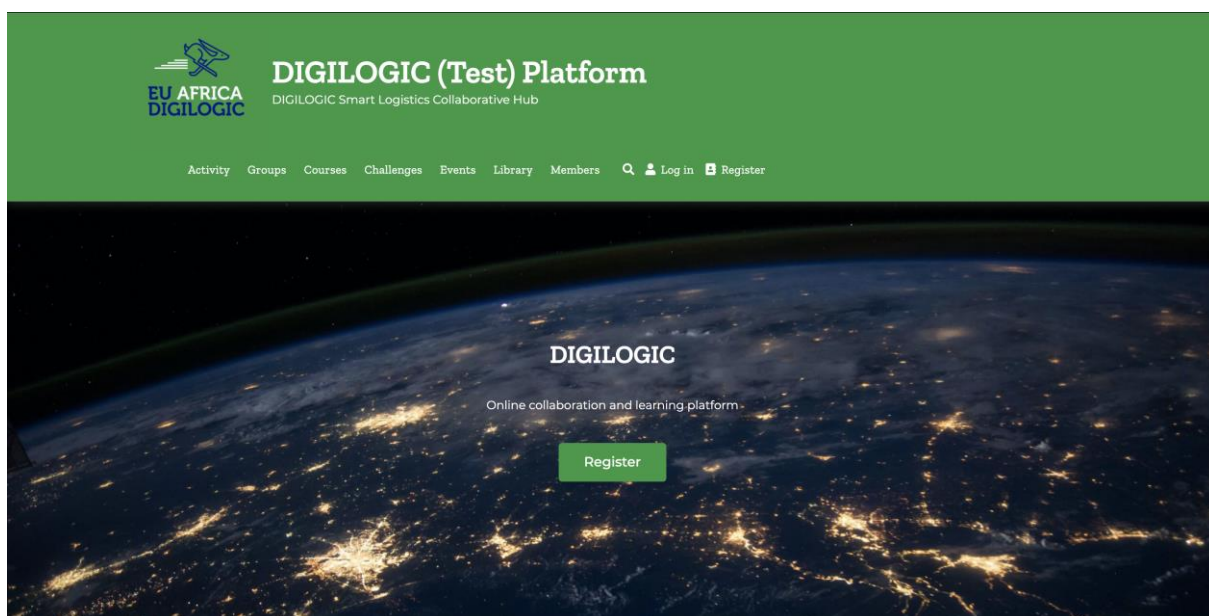 EU AFRICA
DIGILOGIC
DIGILOGIC (Test) Platform
DIGILOGIC Smart Logistics Collaborative Hub
Activity Groups Courses Challenges Events Library Members Log in Register
DIGILOGIC
Online collaboration and learning platform
Register